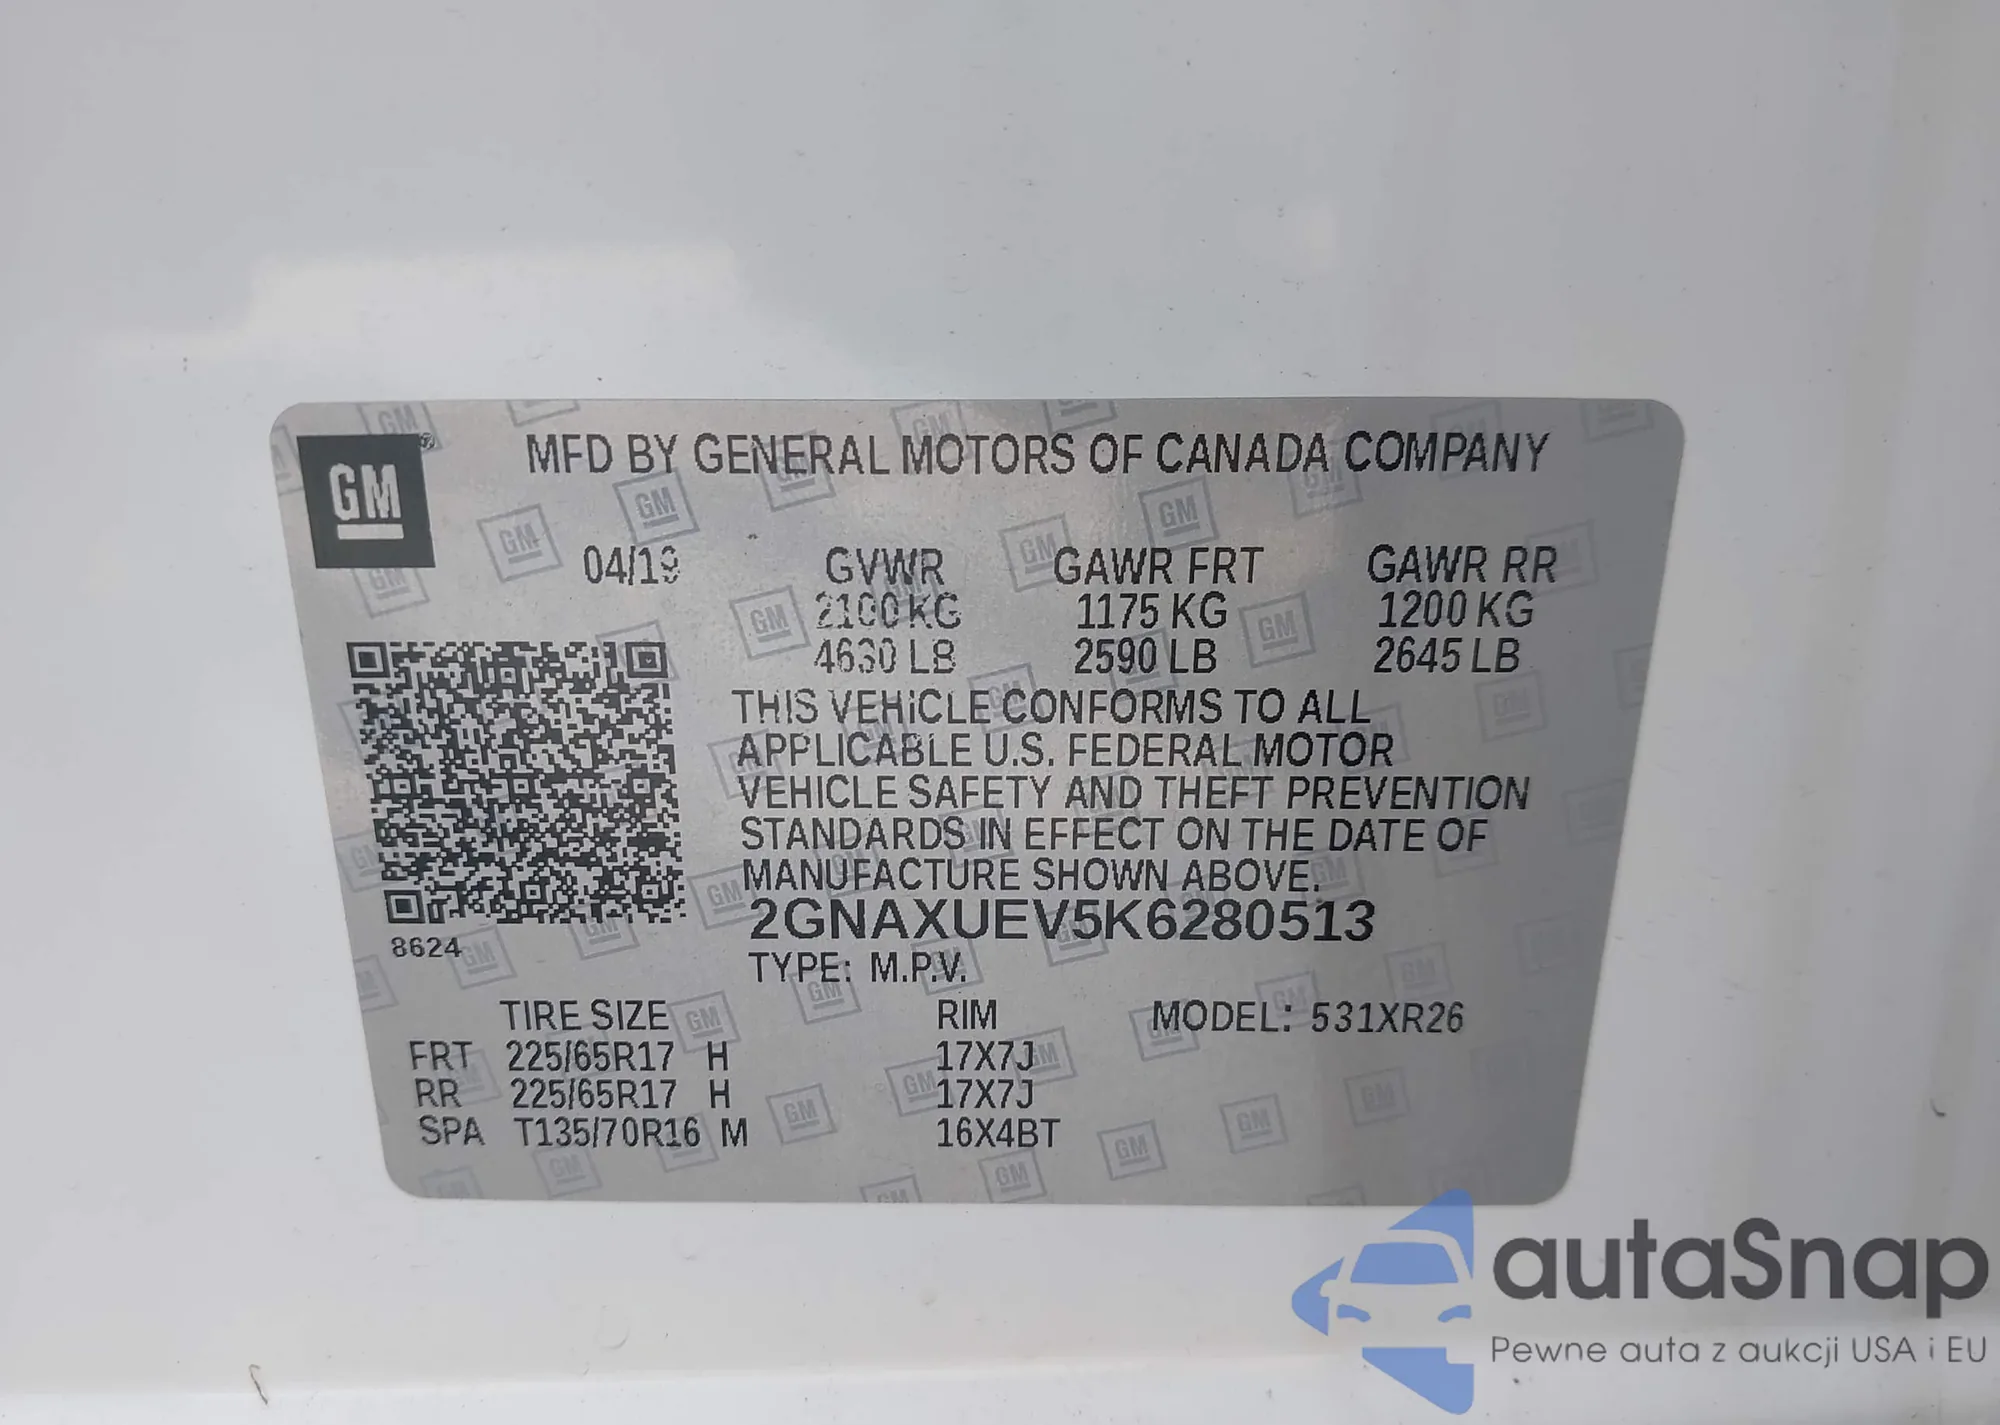 GM
MFD BY GENERAL MOTORS OF CANADA COMPANY
04/19 GVWR GAWR FRT GAWR RR
2100 KG 1175 KG 1200 KG
4630 LB 2590 LB 2645 LB
THIS VEHICLE CONFORMS TO ALL
APPLICABLE U.S. FEDERAL MOTOR
VEHICLE SAFETY AND THEFT PREVENTION
STANDARDS IN EFFECT ON THE DATE OF
MANUFACTURE SHOWN ABOVE.
2GNAXUEV5K6280513
8624
TYPE: M.P.V.
TIRE SIZE RIM MODEL: 531XR26
FRT 225/65R17 H 17X7J
RR 225/65R17 H 17X7J
SPA T135/70R16 M 16X4BT
autaSnap
Pewne auta z aukcji USA i EU